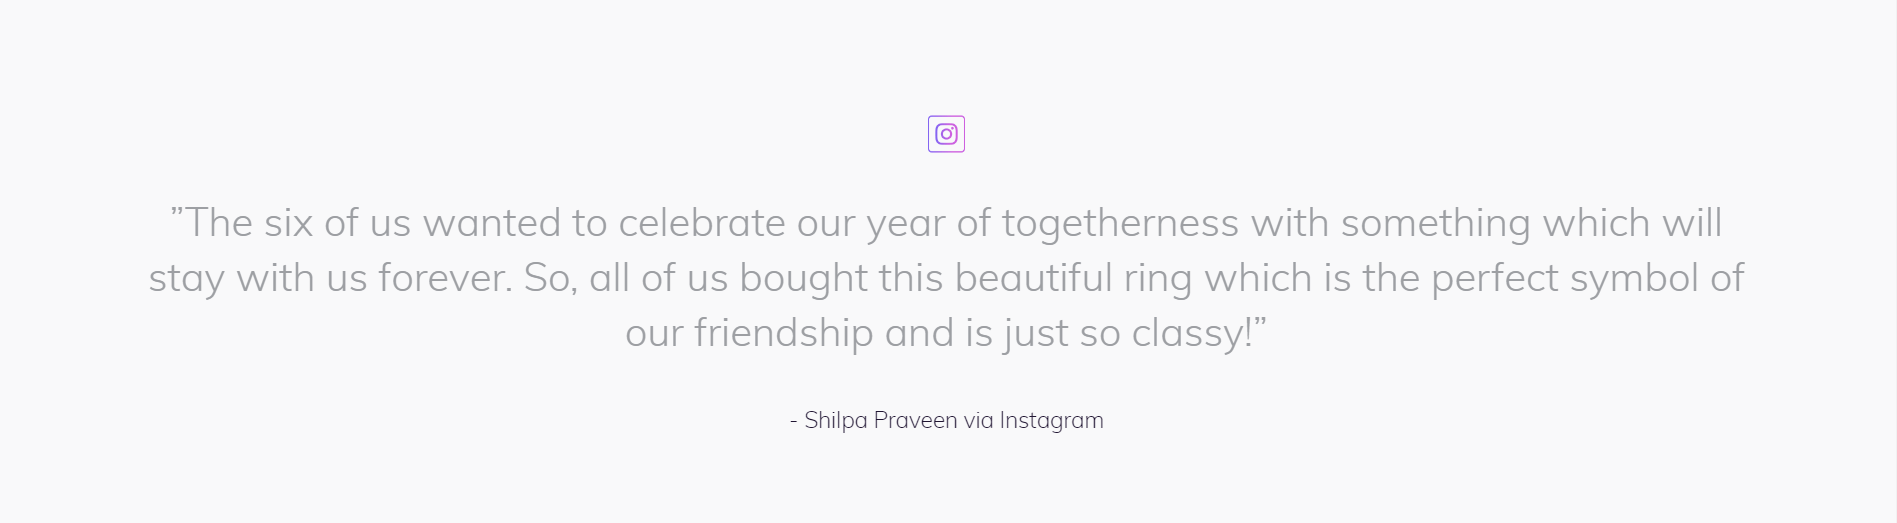 ”The six of us wanted to celebrate our year of togetherness with something which will
stay with us forever. So, all of us bought this beautiful ring which is the perfect symbol of
our friendship and is just so classy!”
- Shilpa Praveen via Instagram